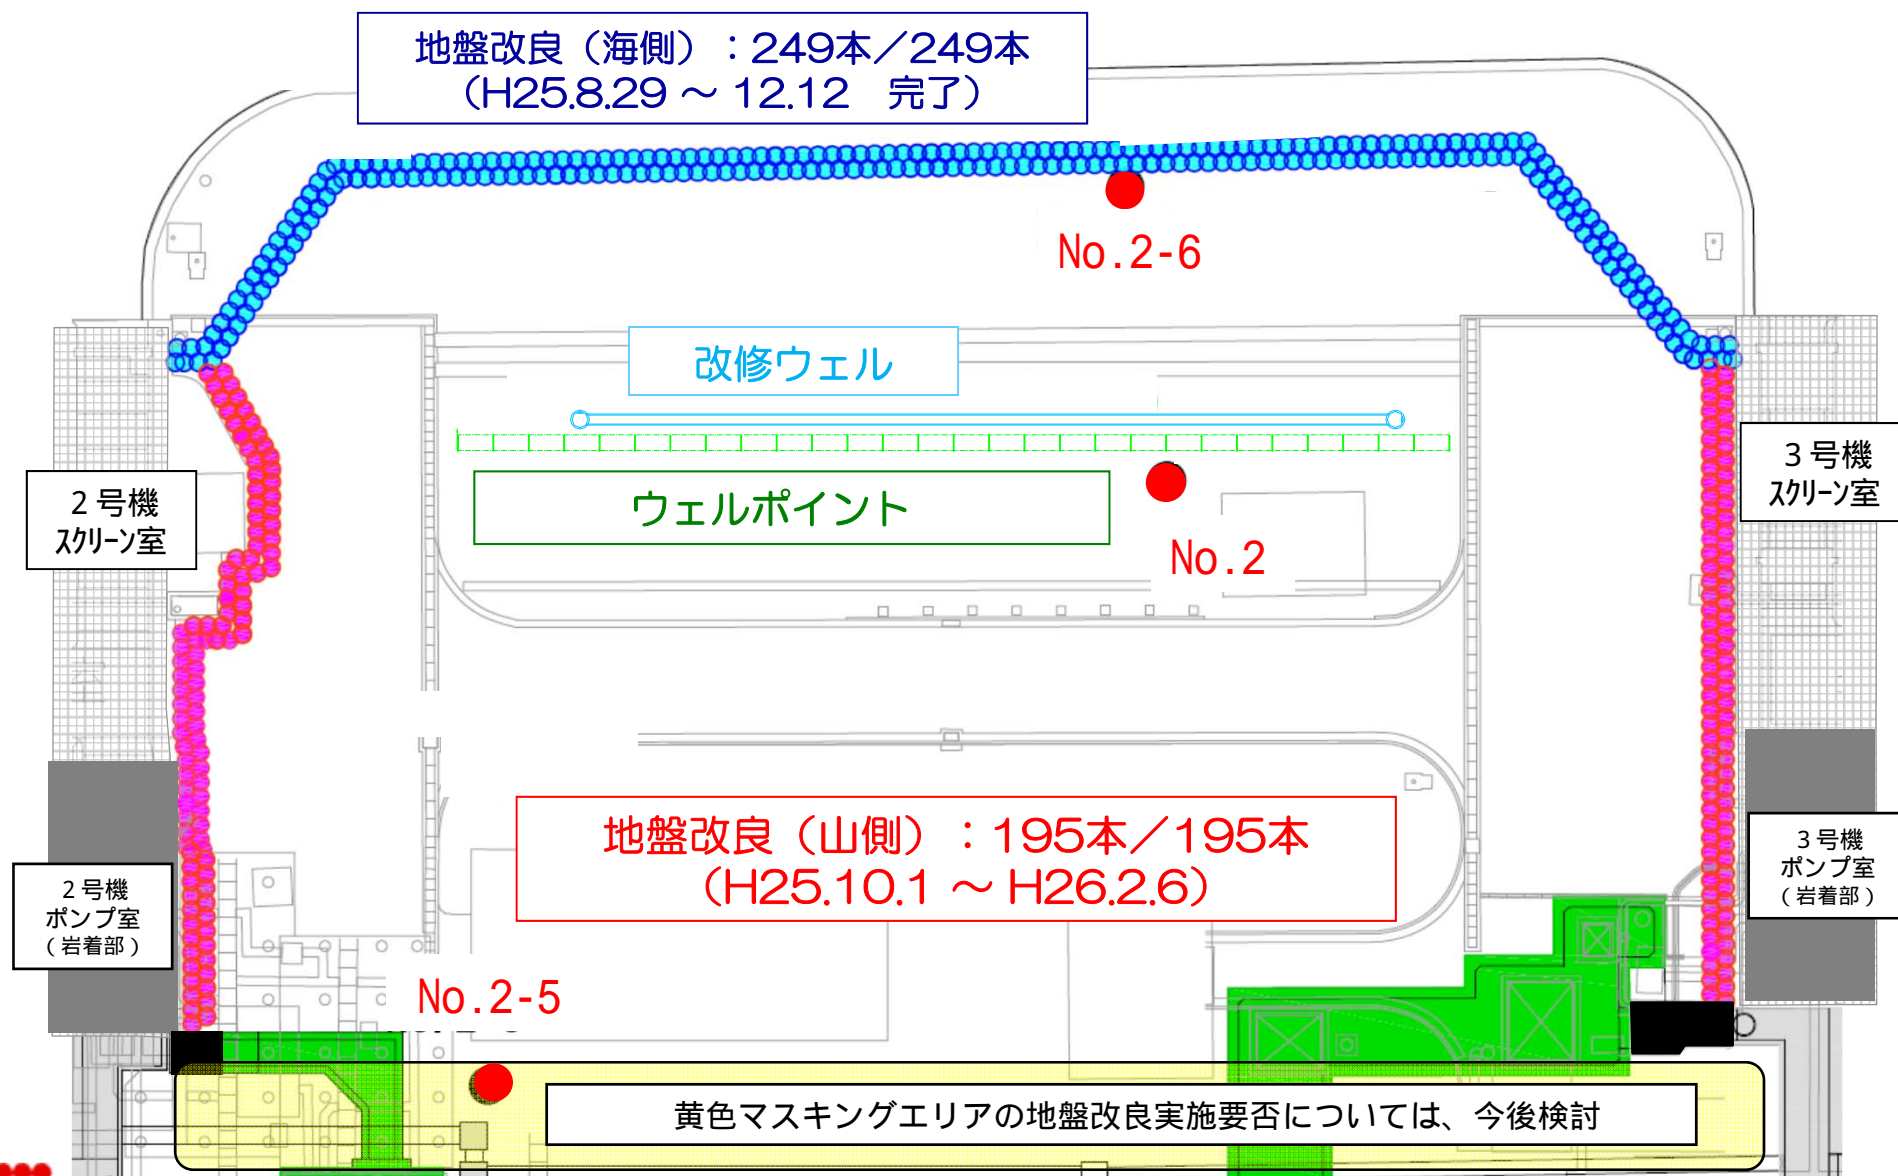 地盤改良（海側）：249本／249本
（H25.8.29 ～ 12.12　完了）
No.2-6
改修ウェル
2号機
スクリーン室
3号機
スクリーン室
ウェルポイント
No.2
地盤改良（山側）：195本／195本
（H25.10.1 ～ H26.2.6）
2号機
ポンプ室
（岩着部）
3号機
ポンプ室
（岩着部）
No.2-5
黄色マスキングエリアの地盤改良実施要否については、今後検討